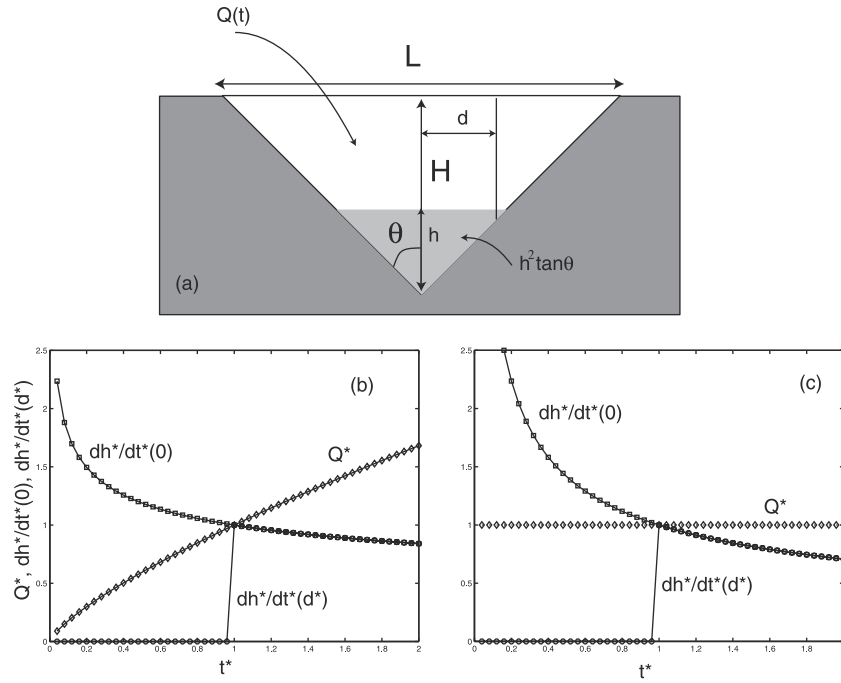 Q(t)
L
d
H
θ
h
h²tanθ
(a)
Q*, dh*/dt*(0), dh*/dt*(d*)
2.5
2
1.5
1
0.5
0
(b)
dh*/dt*(0)
Q*
dh*/dt*(d*)
0 0.2 0.4 0.6 0.8 1 1.2 1.4 1.6 1.8 2
t*
2.5
2
1.5
1
0.5
0
(c)
dh*/dt*(0)
Q*
dh*/dt*(d*)
0 0.2 0.4 0.6 0.8 1 1.2 1.4 1.6 1.8
t*